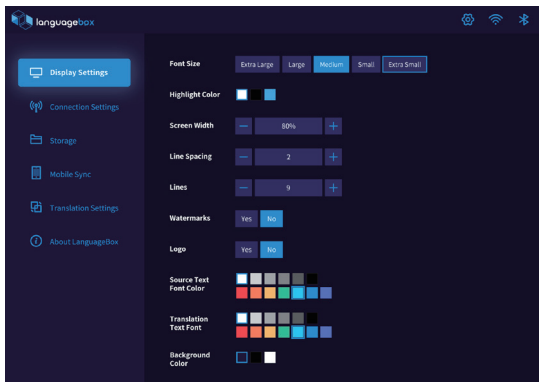 languagebox
Display Settings
Connection Settings
Storage
Mobile Sync
Translation Settings
About LanguageBox
Font Size
Extra Large Large Medium Small Extra Small
Highlight Color
Screen Width
— 80% +
Line Spacing
— 2 +
Lines
— 9 +
Watermarks
Yes No
Logo
Yes No
Source Text
Font Color
Translation
Text Font
Background
Color